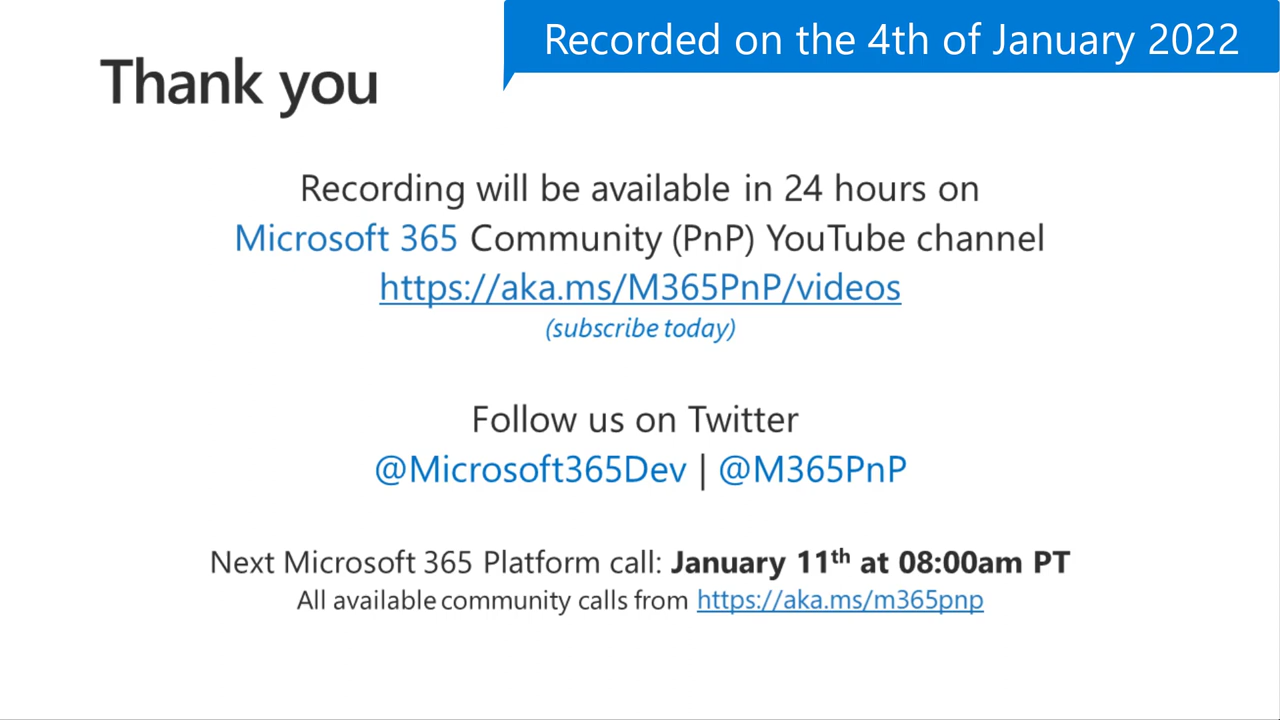 Recorded on the 4th of January 2022
Thank you
Recording will be available in 24 hours on
Microsoft 365 Community (PnP) YouTube channel
https://aka.ms/M365PnP/videos
(subscribe today)
Follow us on Twitter
@Microsoft365Dev | @M365PnP
Next Microsoft 365 Platform call: January 11th at 08:00am PT
All available community calls from https://aka.ms/m365pnp